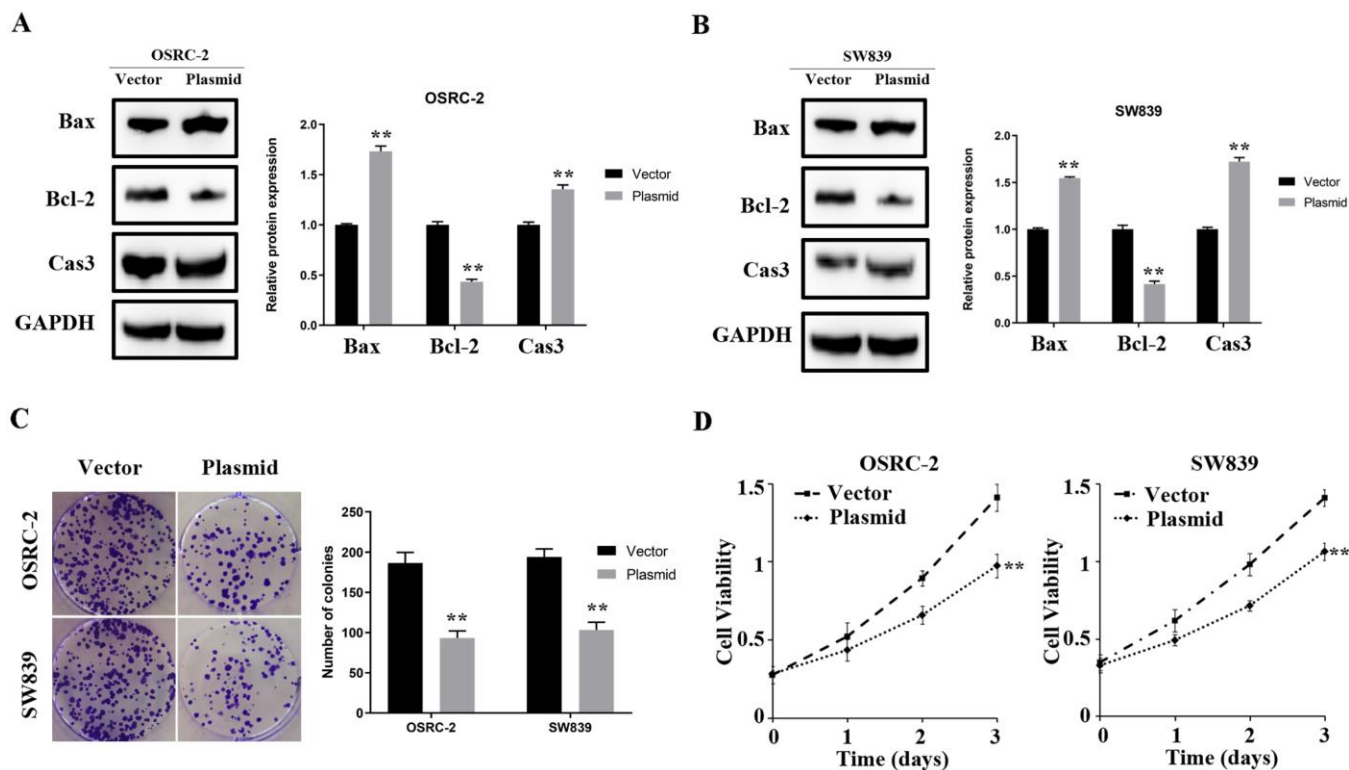 A
OSRC-2
Vector Plasmid
Bax
Bcl-2
Cas3
GAPDH
OSRC-2
Relative protein expression
2.0
1.5
1.0
0.5
0.0
**
**
**
Bax Bcl-2 Cas3
Vector
Plasmid
B
SW839
Vector Plasmid
Bax
Bcl-2
Cas3
GAPDH
SW839
Relative protein expression
2.0
1.5
1.0
0.5
0.0
**
**
**
Bax Bcl-2 Cas3
Vector
Plasmid
C
Vector Plasmid
OSRC-2
SW839
Number of colonies
250
200
150
100
50
0
**
**
OSRC-2 SW839
Vector
Plasmid
D
OSRC-2
Vector
Plasmid
Cell Viability
1.5
1
0.5
0
**
0 1 2 3
Time (days)
SW839
Vector
Plasmid
Cell Viability
1.5
1
0.5
0
**
0 1 2 3
Time (days)